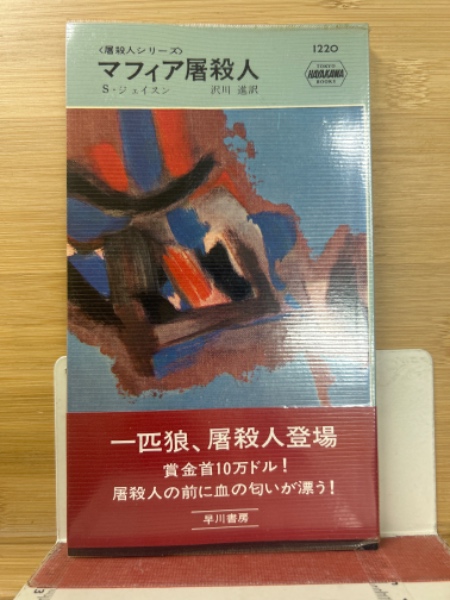 〈屠殺人シリーズ〉
1220
マフィア屠殺人
S・ジェイスン 沢川 進訳
TOKYO
HAYAKAWA
BOOKS
一匹狼、屠殺人登場
賞金首10万ドル!
屠殺人の前に血の匂いが漂う!
早川書房